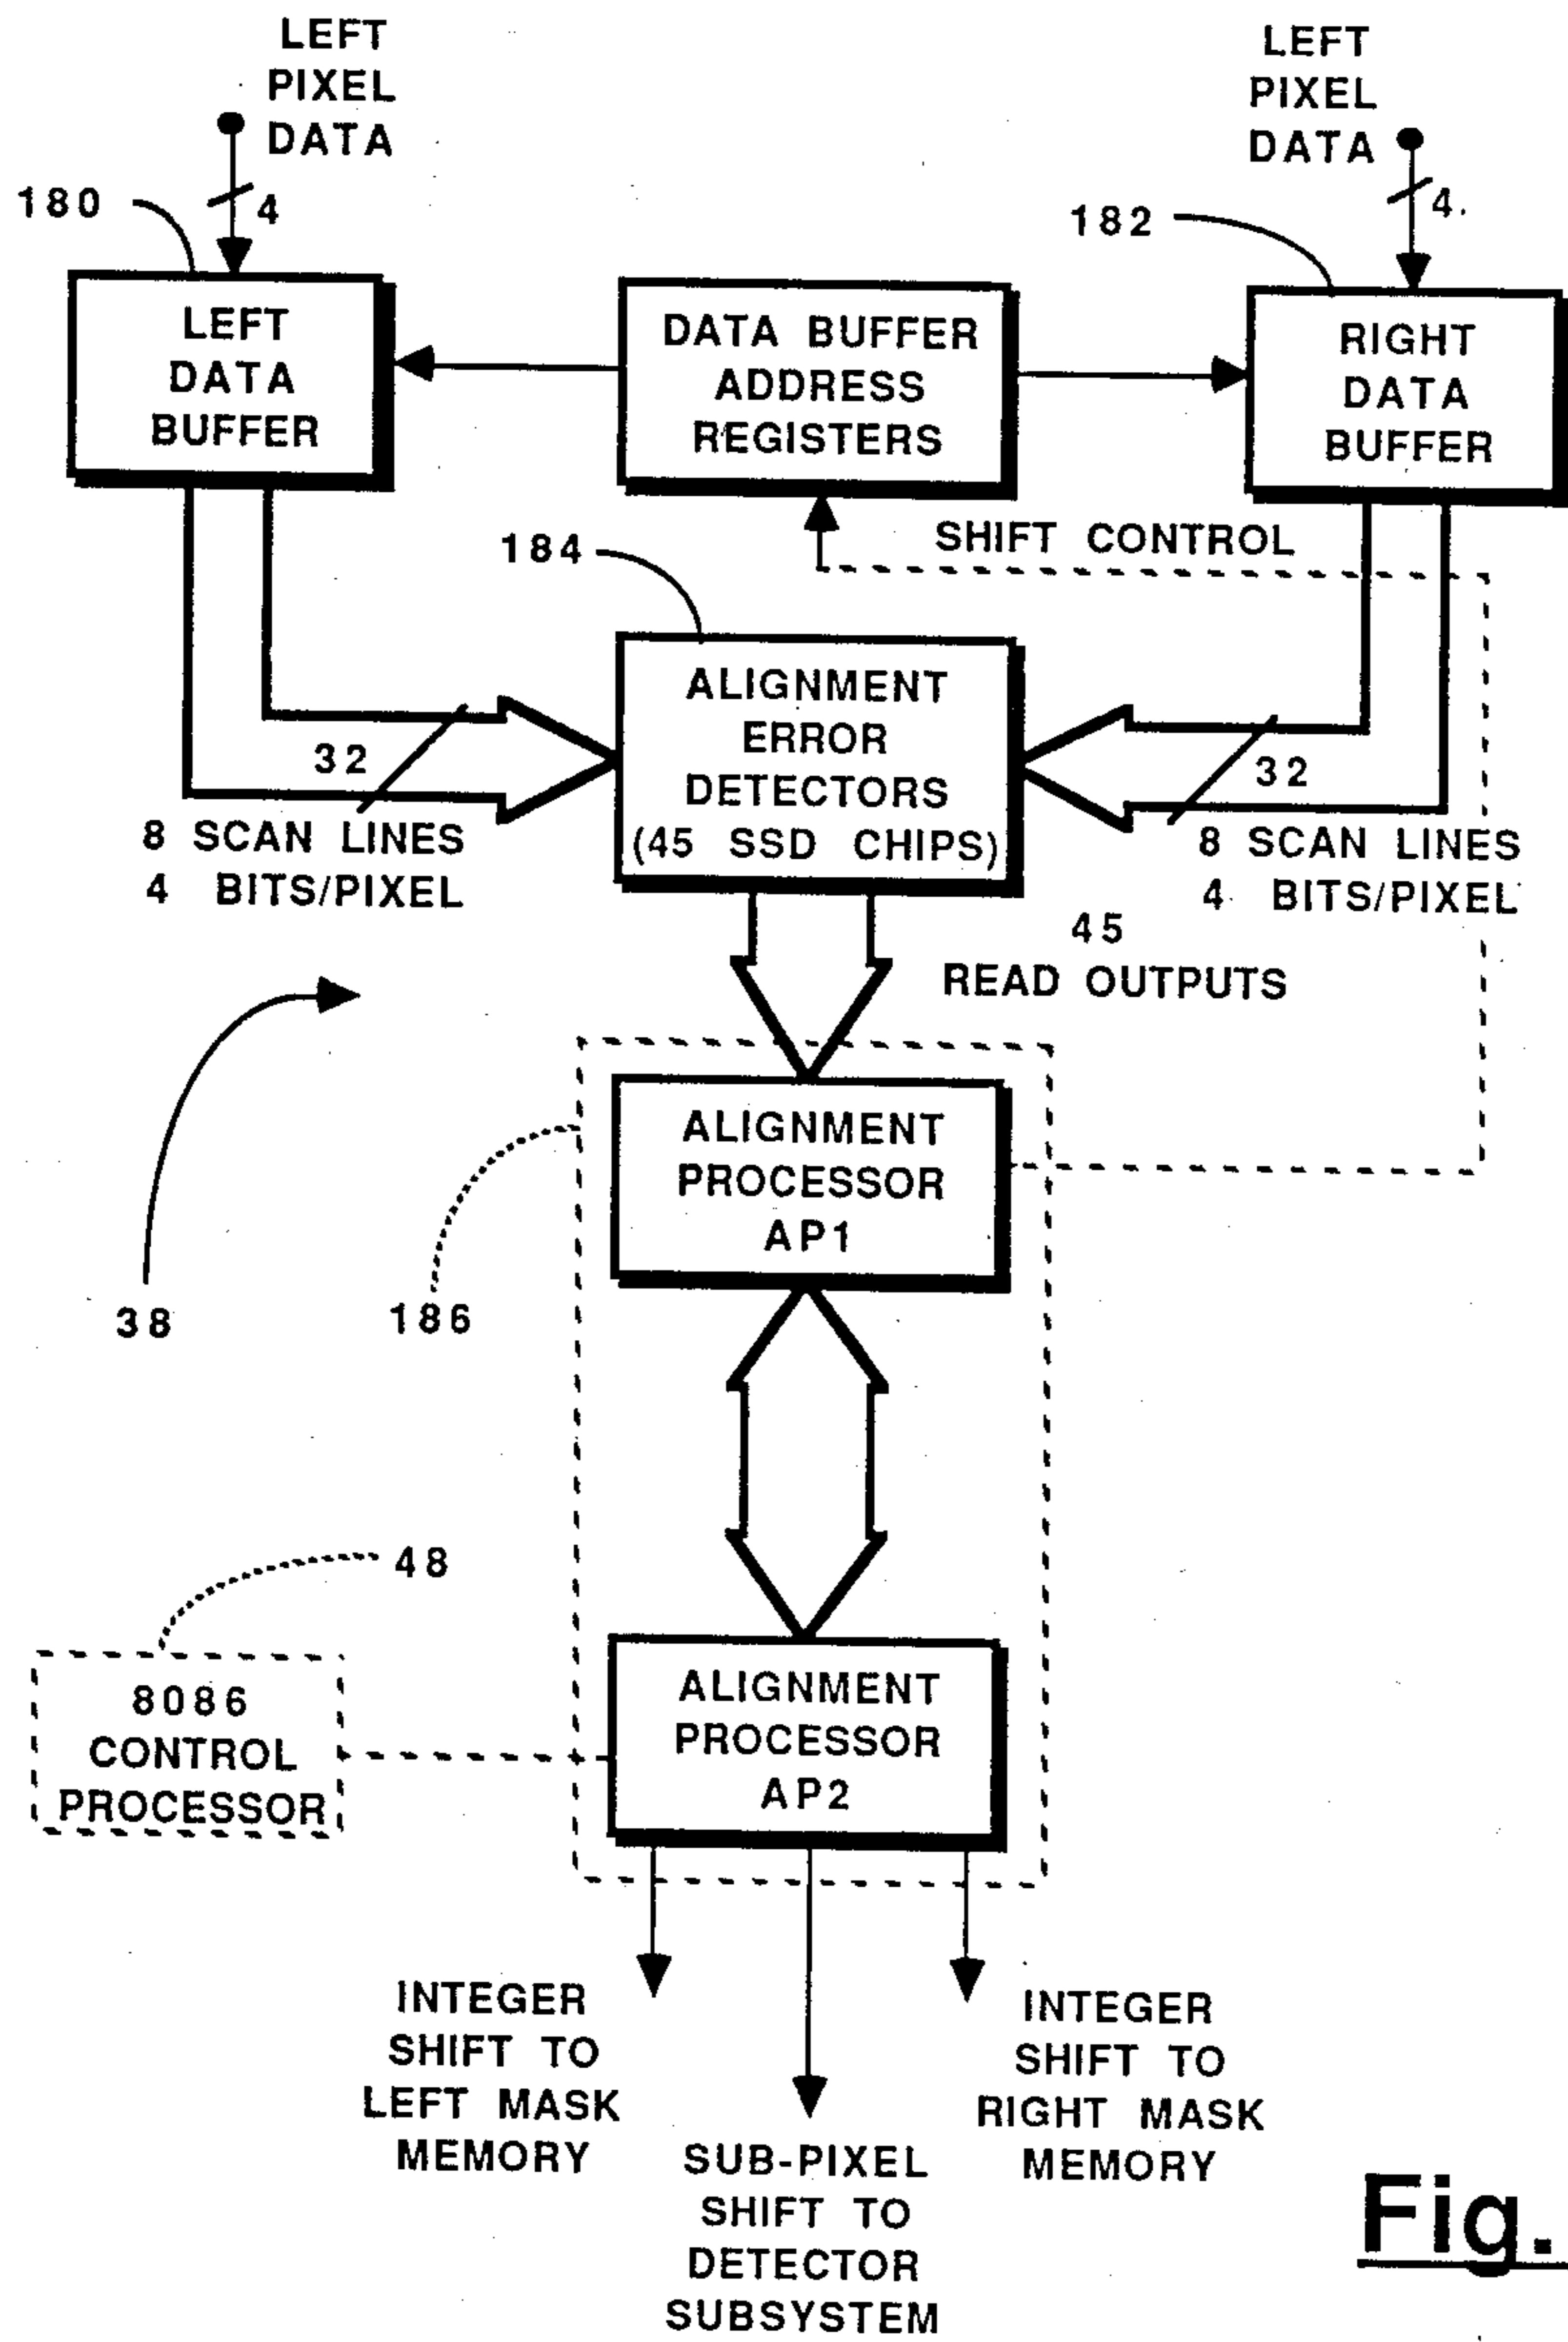 LEFT
PIXEL
DATA
4
180
LEFT
PIXEL
DATA
4.
182
LEFT
DATA
BUFFER
DATA BUFFER
ADDRESS
REGISTERS
RIGHT
DATA
BUFFER
SHIFT CONTROL
184
ALIGNMENT
ERROR
DETECTORS
(45 SSD CHIPS)
32
8 SCAN LINES
4 BITS/PIXEL
32
8 SCAN LINES
4 BITS/PIXEL
45
READ OUTPUTS
ALIGNMENT
PROCESSOR
AP1
38
186
48
8086
CONTROL
PROCESSOR
ALIGNMENT
PROCESSOR
AP2
INTEGER
SHIFT TO
LEFT MASK
MEMORY
SUB-PIXEL
SHIFT TO
DETECTOR
SUBSYSTEM
INTEGER
SHIFT TO
RIGHT MASK
MEMORY
Fig.